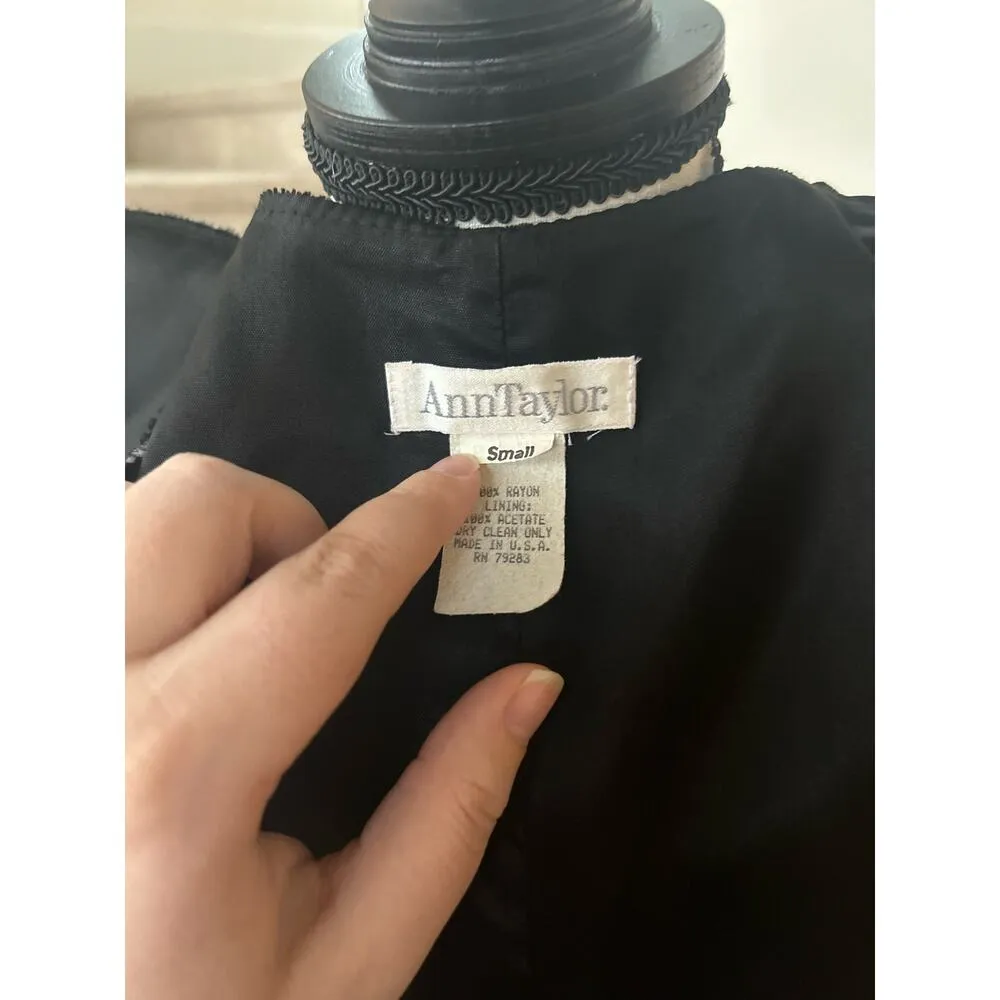 AnnTaylor.
Small
00% RAYON
LINING:
100% ACETATE
DRY CLEAN ONLY
MADE IN U.S.A.
RN 79283